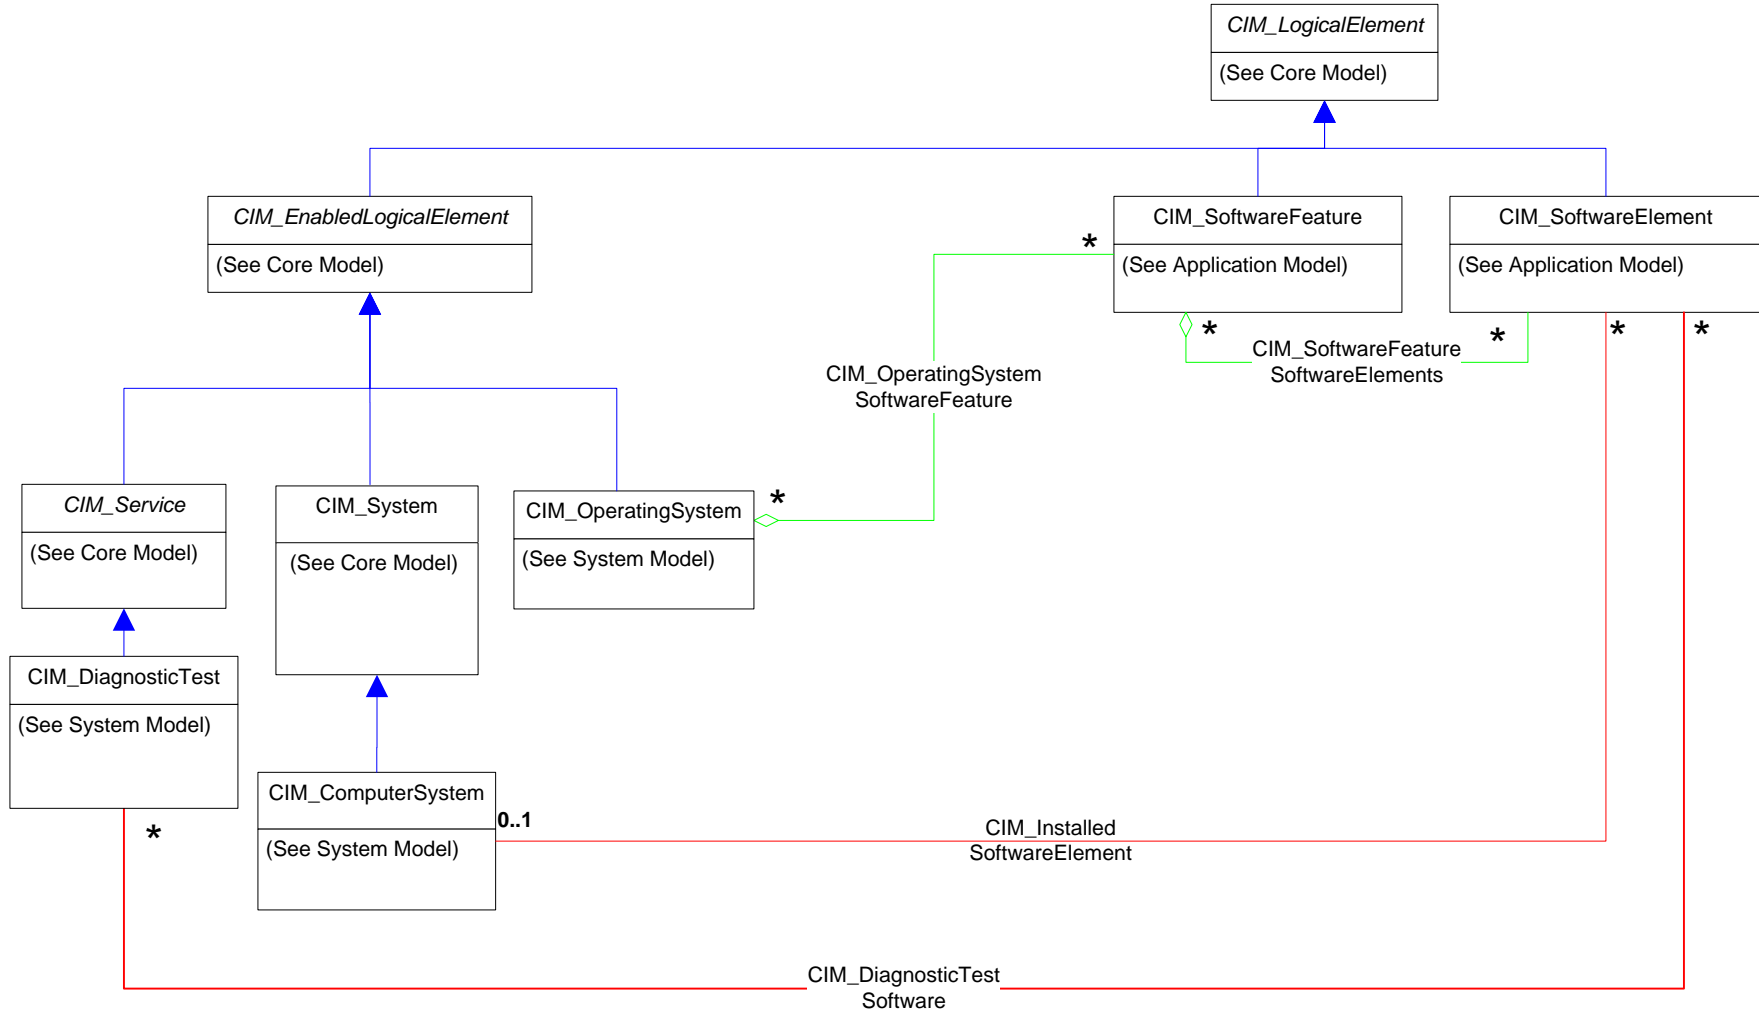 CIM_LogicalElement
(See Core Model)
CIM_EnabledLogicalElement
(See Core Model)
CIM_SoftwareFeature
(See Application Model)
CIM_SoftwareElement
(See Application Model)
*
*
*
*
*
CIM_SoftwareFeature
SoftwareElements
CIM_OperatingSystem
SoftwareFeature
CIM_Service
(See Core Model)
CIM_System
(See Core Model)
CIM_OperatingSystem
(See System Model)
*
CIM_DiagnosticTest
(See System Model)
*
CIM_ComputerSystem
(See System Model)
0..1
CIM_Installed
SoftwareElement
CIM_DiagnosticTest
Software